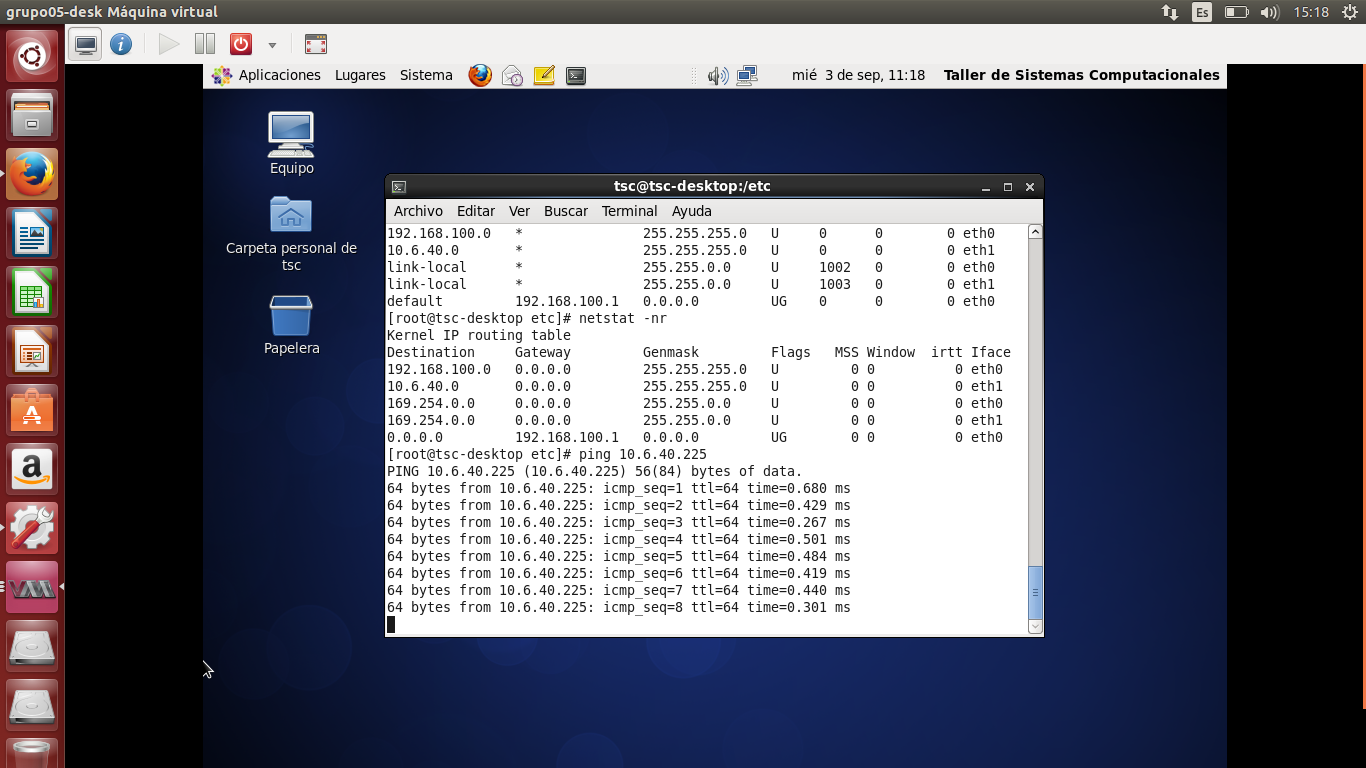 grupo05-desk Máquina virtual
Es
15:18
Aplicaciones Lugares Sistema
mié 3 de sep, 11:18 Taller de Sistemas Computacionales
Equipo
Carpeta personal de
tsc
Papelera
tsc@tsc-desktop:/etc
Archivo Editar Ver Buscar Terminal Ayuda
192.168.100.0   *               255.255.255.0   U     0      0        0 eth0
10.6.40.0       *               255.255.255.0   U     0      0        0 eth1
link-local      *               255.255.0.0     U     1002   0        0 eth0
link-local      *               255.255.0.0     U     1003   0        0 eth1
default         192.168.100.1   0.0.0.0         UG    0      0        0 eth0
[root@tsc-desktop etc]# netstat -nr
Kernel IP routing table
Destination     Gateway         Genmask         Flags   MSS Window  irtt Iface
192.168.100.0   0.0.0.0         255.255.255.0   U         0 0          0 eth0
10.6.40.0       0.0.0.0         255.255.255.0   U         0 0          0 eth1
169.254.0.0     0.0.0.0         255.255.0.0     U         0 0          0 eth0
169.254.0.0     0.0.0.0         255.255.0.0     U         0 0          0 eth1
0.0.0.0         192.168.100.1   0.0.0.0         UG        0 0          0 eth0
[root@tsc-desktop etc]# ping 10.6.40.225
PING 10.6.40.225 (10.6.40.225) 56(84) bytes of data.
64 bytes from 10.6.40.225: icmp_seq=1 ttl=64 time=0.680 ms
64 bytes from 10.6.40.225: icmp_seq=2 ttl=64 time=0.429 ms
64 bytes from 10.6.40.225: icmp_seq=3 ttl=64 time=0.267 ms
64 bytes from 10.6.40.225: icmp_seq=4 ttl=64 time=0.501 ms
64 bytes from 10.6.40.225: icmp_seq=5 ttl=64 time=0.484 ms
64 bytes from 10.6.40.225: icmp_seq=6 ttl=64 time=0.419 ms
64 bytes from 10.6.40.225: icmp_seq=7 ttl=64 time=0.440 ms
64 bytes from 10.6.40.225: icmp_seq=8 ttl=64 time=0.301 ms